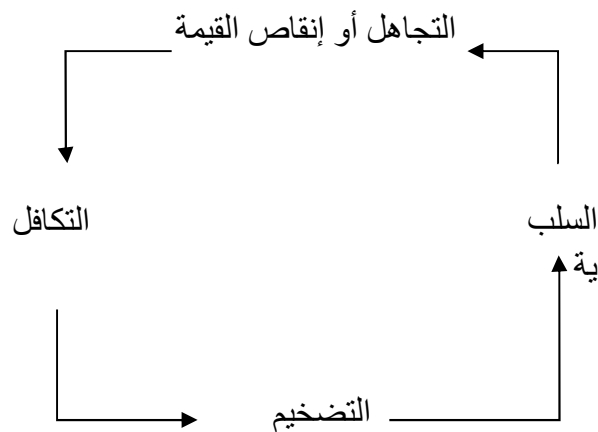 التجاهل أو إنقاص القيمة
السلب
ية
التكافل
التضخيم